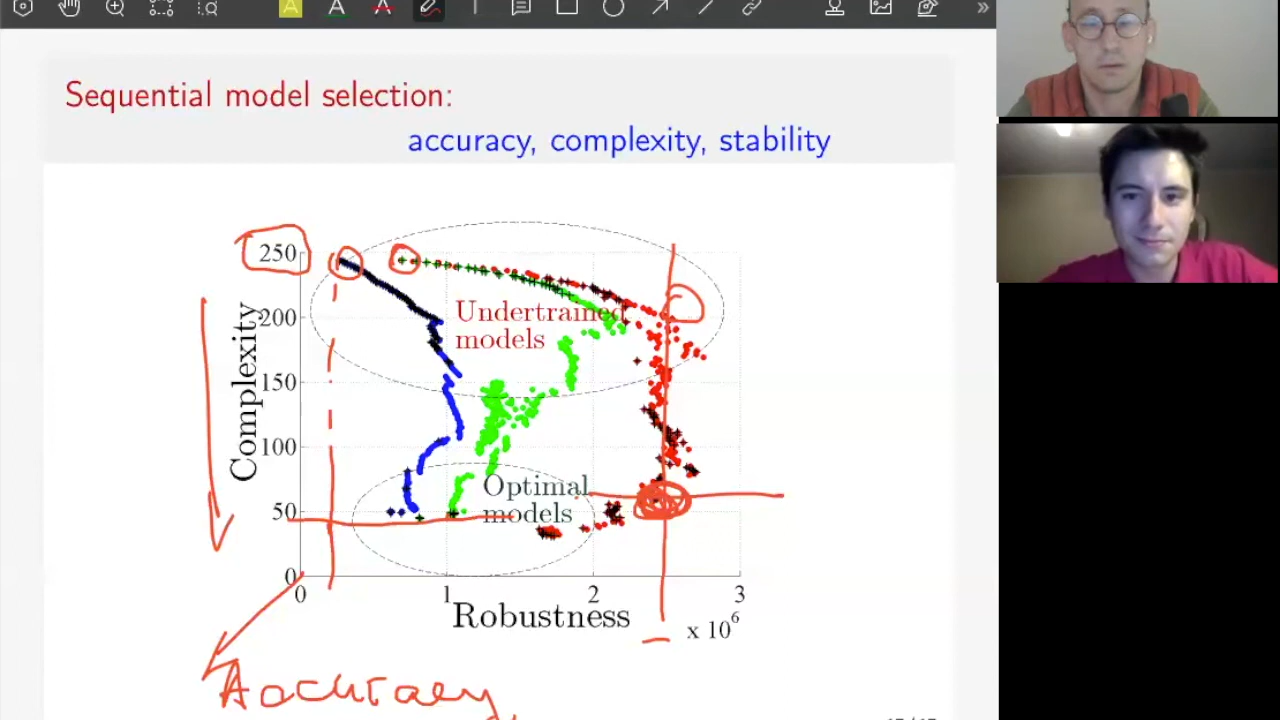 Sequential model selection:
accuracy, complexity, stability
250
200
150
100
50
0
Complexity
Undertrained
models
Optimal
models
0 1 2 3
Robustness
x 10^6
Accuracy